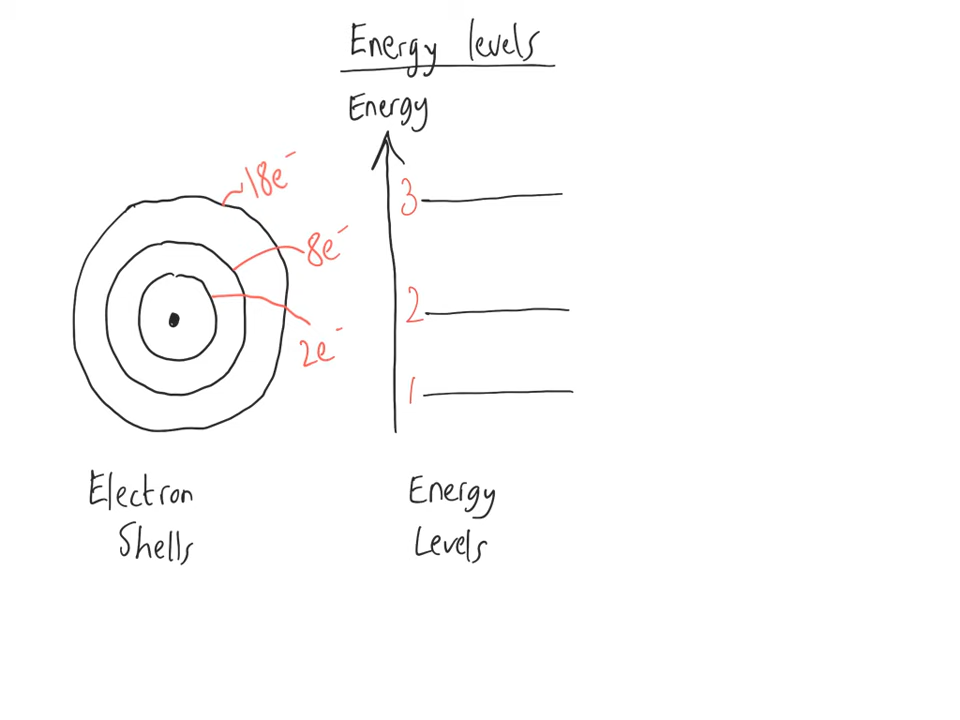 Energy levels
Energy
18e⁻
8e⁻
2e⁻
3
2
1
Electron
Shells
Energy
Levels